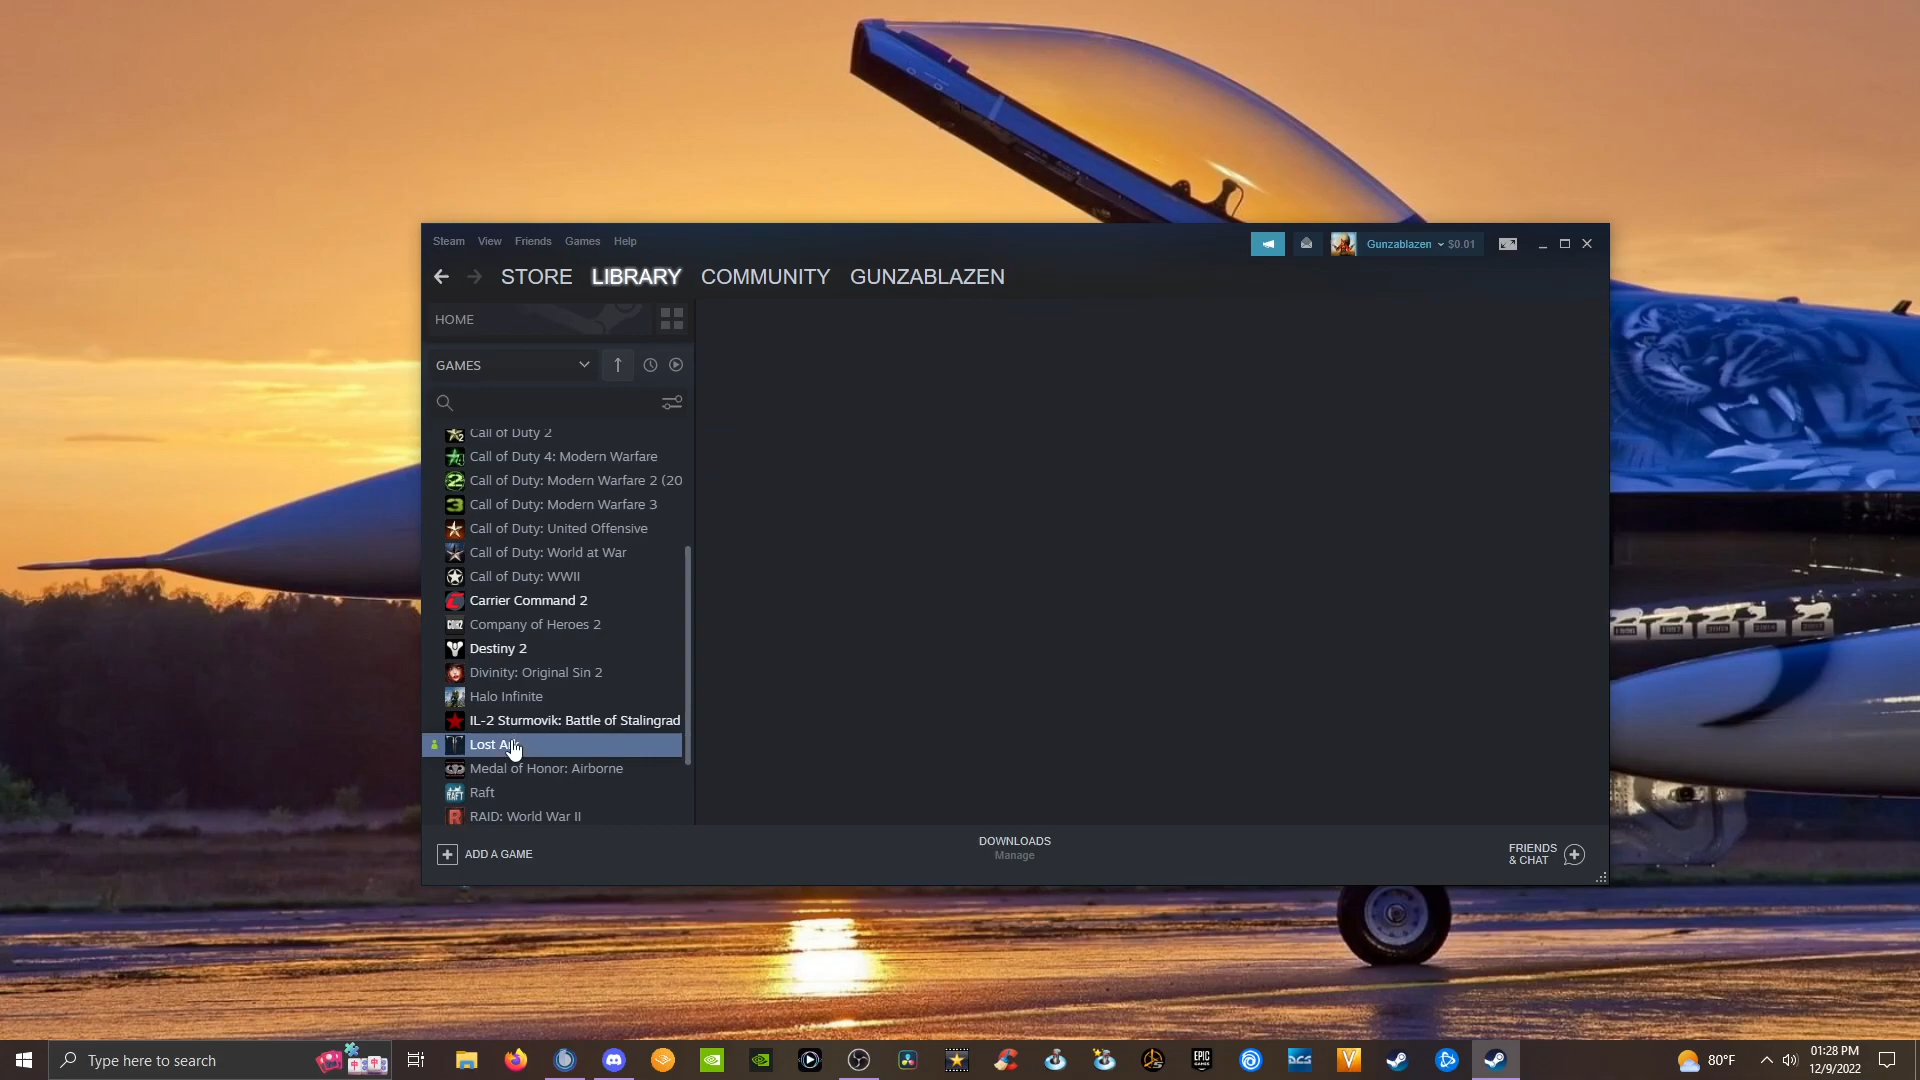 Steam View Friends Games Help
Gunzablazen $0.01
STORE LIBRARY COMMUNITY GUNZABLAZEN
HOME
GAMES
Call of Duty 2
Call of Duty 4: Modern Warfare
Call of Duty: Modern Warfare 2 (20
Call of Duty: Modern Warfare 3
Call of Duty: United Offensive
Call of Duty: World at War
Call of Duty: WWII
Carrier Command 2
Company of Heroes 2
Destiny 2
Divinity: Original Sin 2
Halo Infinite
IL-2 Sturmovik: Battle of Stalingrad
Lost
Medal of Honor: Airborne
Raft
RAID: World War II
ADD A GAME
DOWNLOADS
Manage
FRIENDS
& CHAT
Type here to search
80°F
01:28 PM
12/9/2022